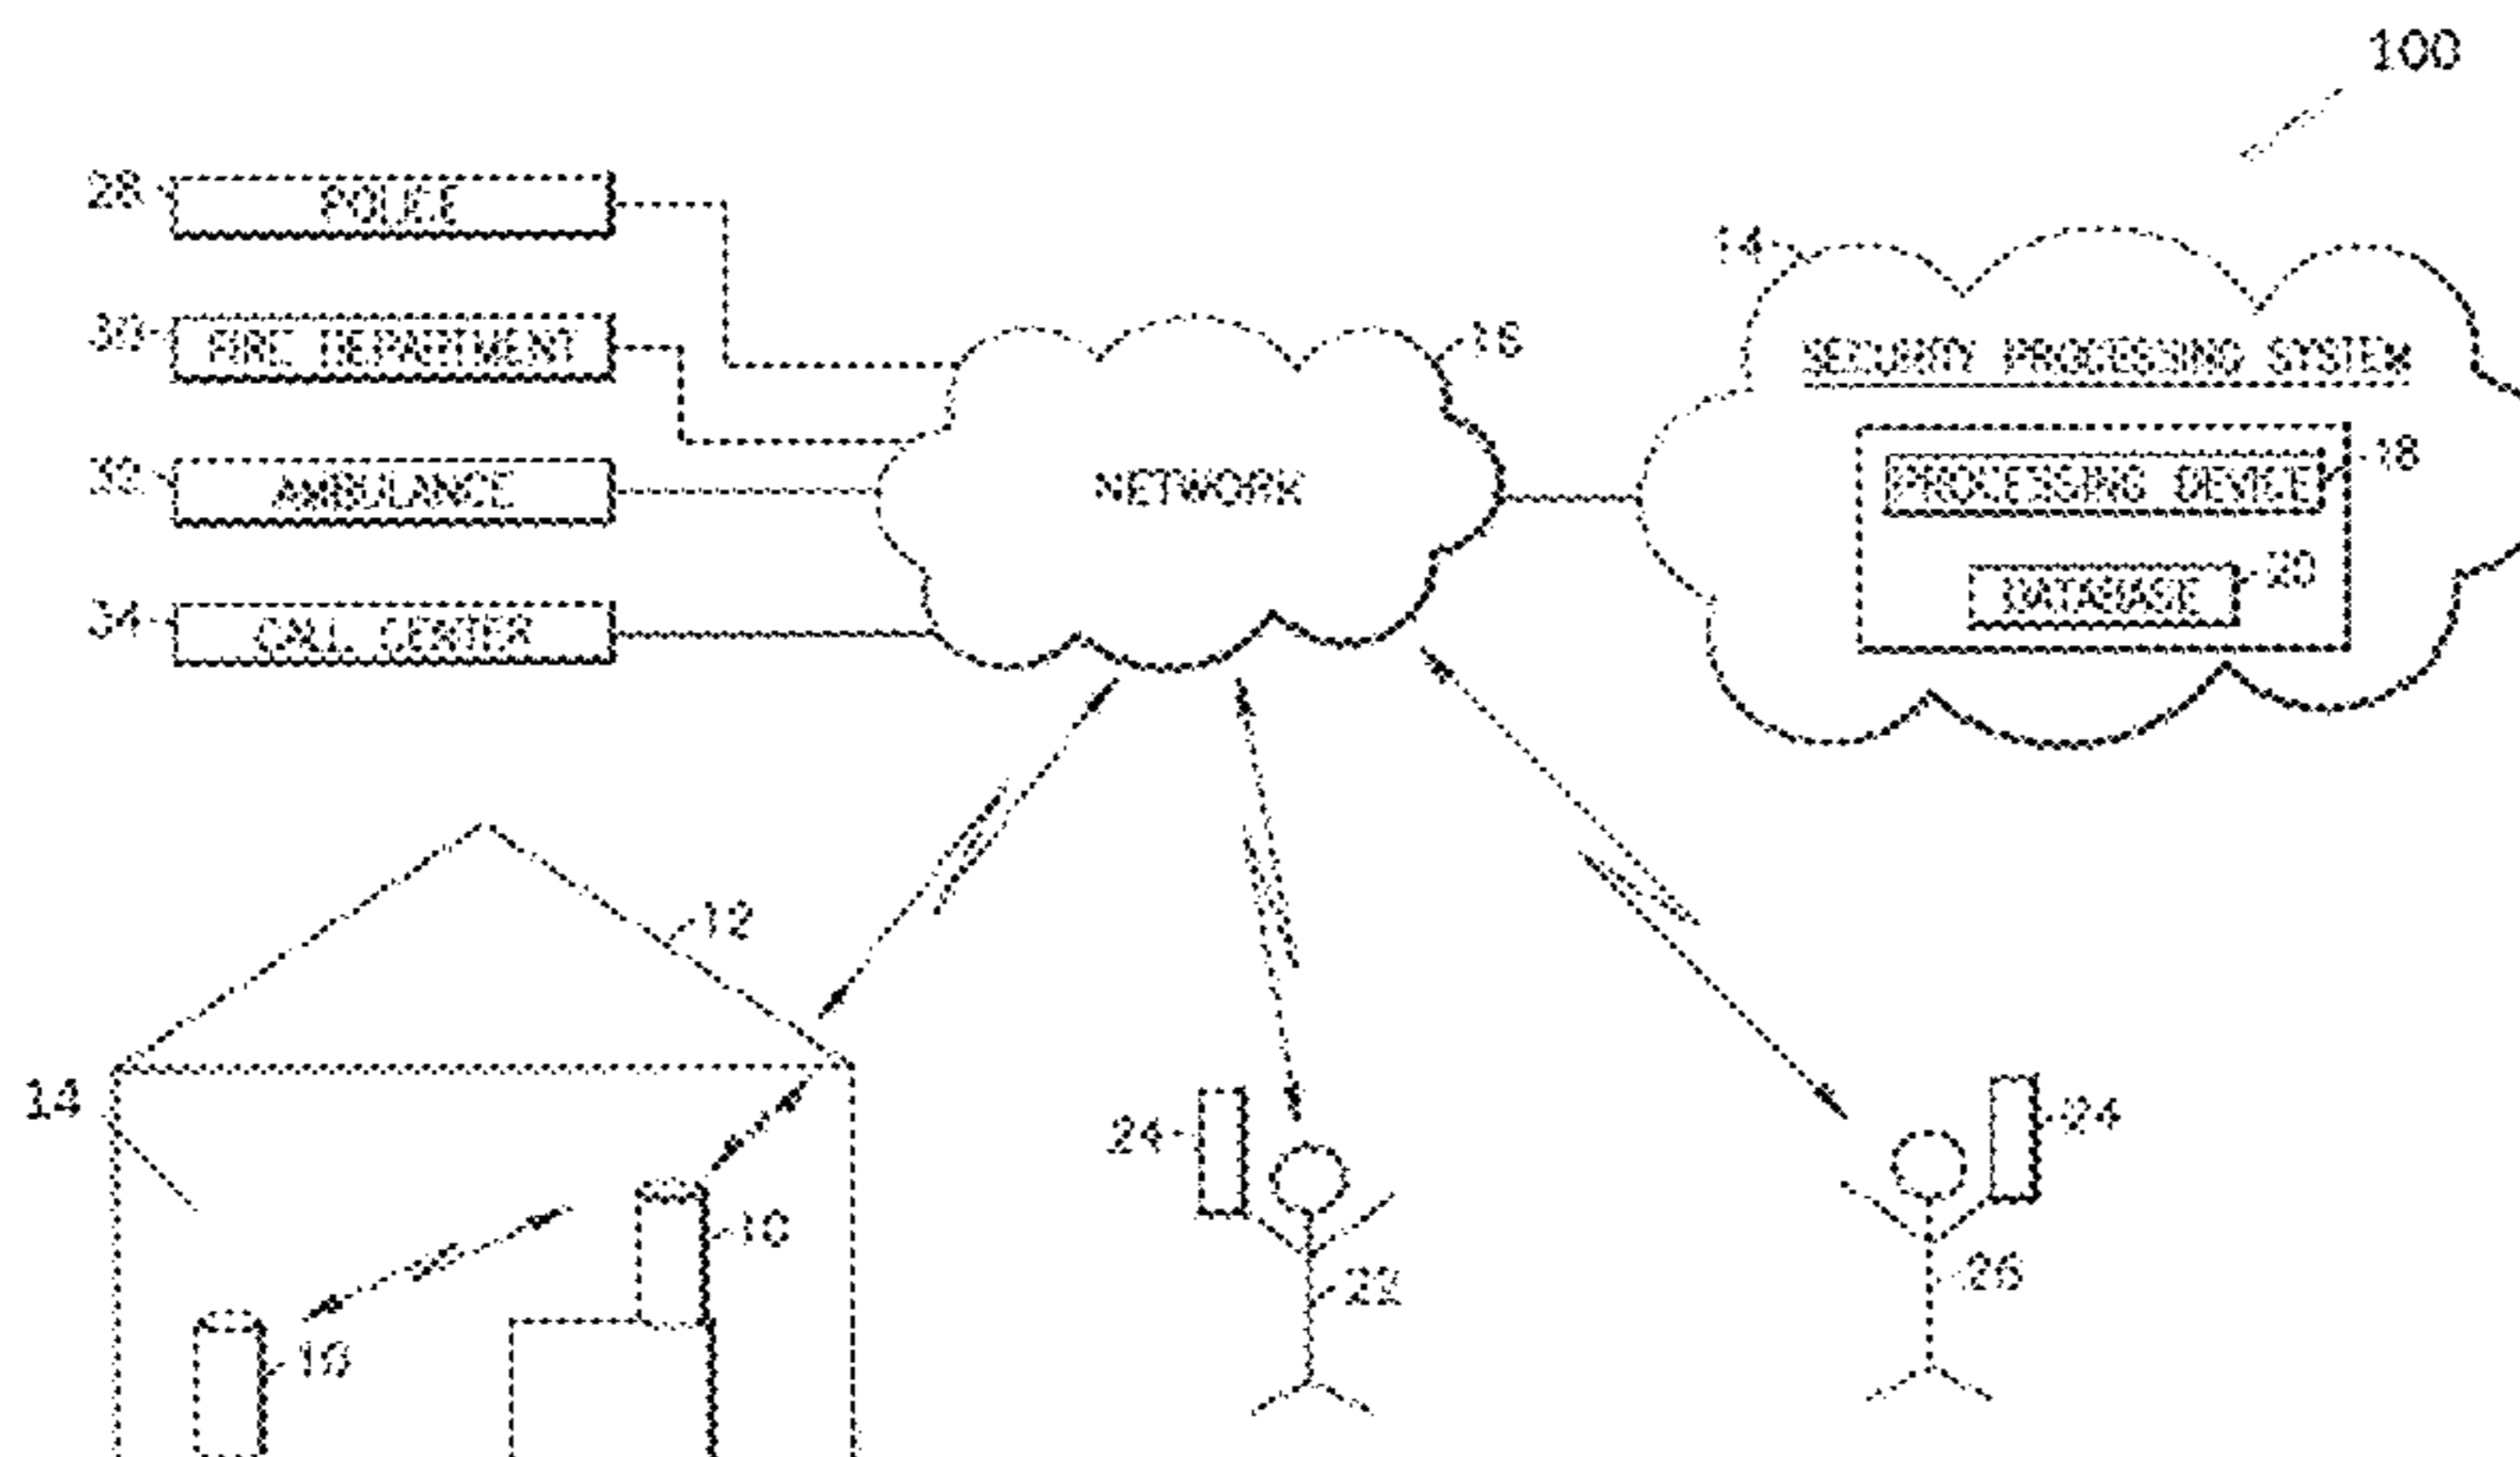 100
28 POLICE
14
30 FIRE DEPARTMENT
16
SECURITY PROCESSING SYSTEM
32 AMBULANCE
NETWORK
PROCESSING DEVICE 18
DATABASE 20
34 CALL CENTER
12
14
24
24
10
22
26
10